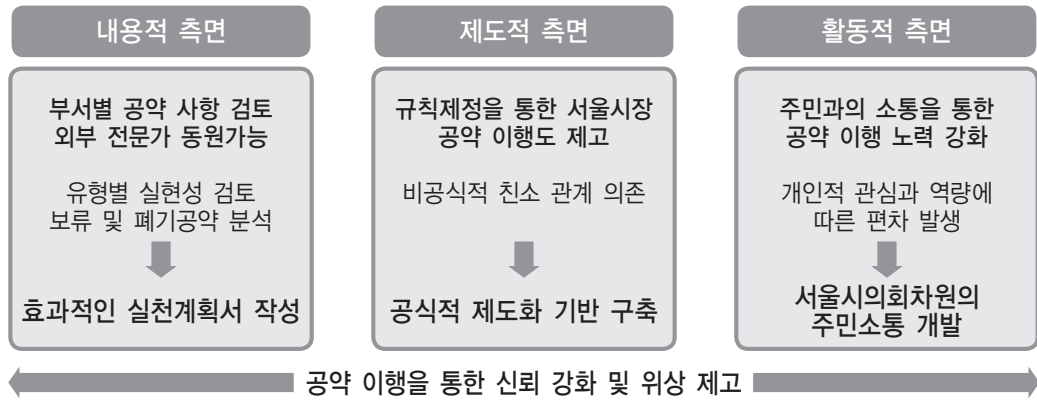 내용적 측면
부서별 공약 사항 검토
외부 전문가 동원가능
유형별 실현성 검토
보류 및 폐기공약 분석
효과적인 실천계획서 작성
제도적 측면
규칙제정을 통한 서울시장
공약 이행도 제고
비공식적 친소 관계 의존
공식적 제도화 기반 구축
활동적 측면
주민과의 소통을 통한
공약 이행 노력 강화
개인적 관심과 역량에
따른 편차 발생
서울시의회차원의
주민소통 개발
공약 이행을 통한 신뢰 강화 및 위상 제고